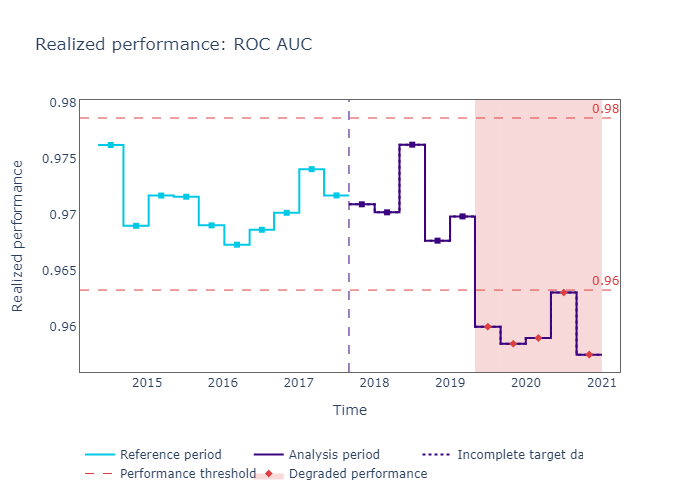 Realized performance: ROC AUC
0.98
0.98
0.975
0.97
0.965
0.96
0.96
Realized performance
2015 2016 2017 2018 2019 2020 2021
Time
Reference period Analysis period Incomplete target da
Performance threshold Degraded performance